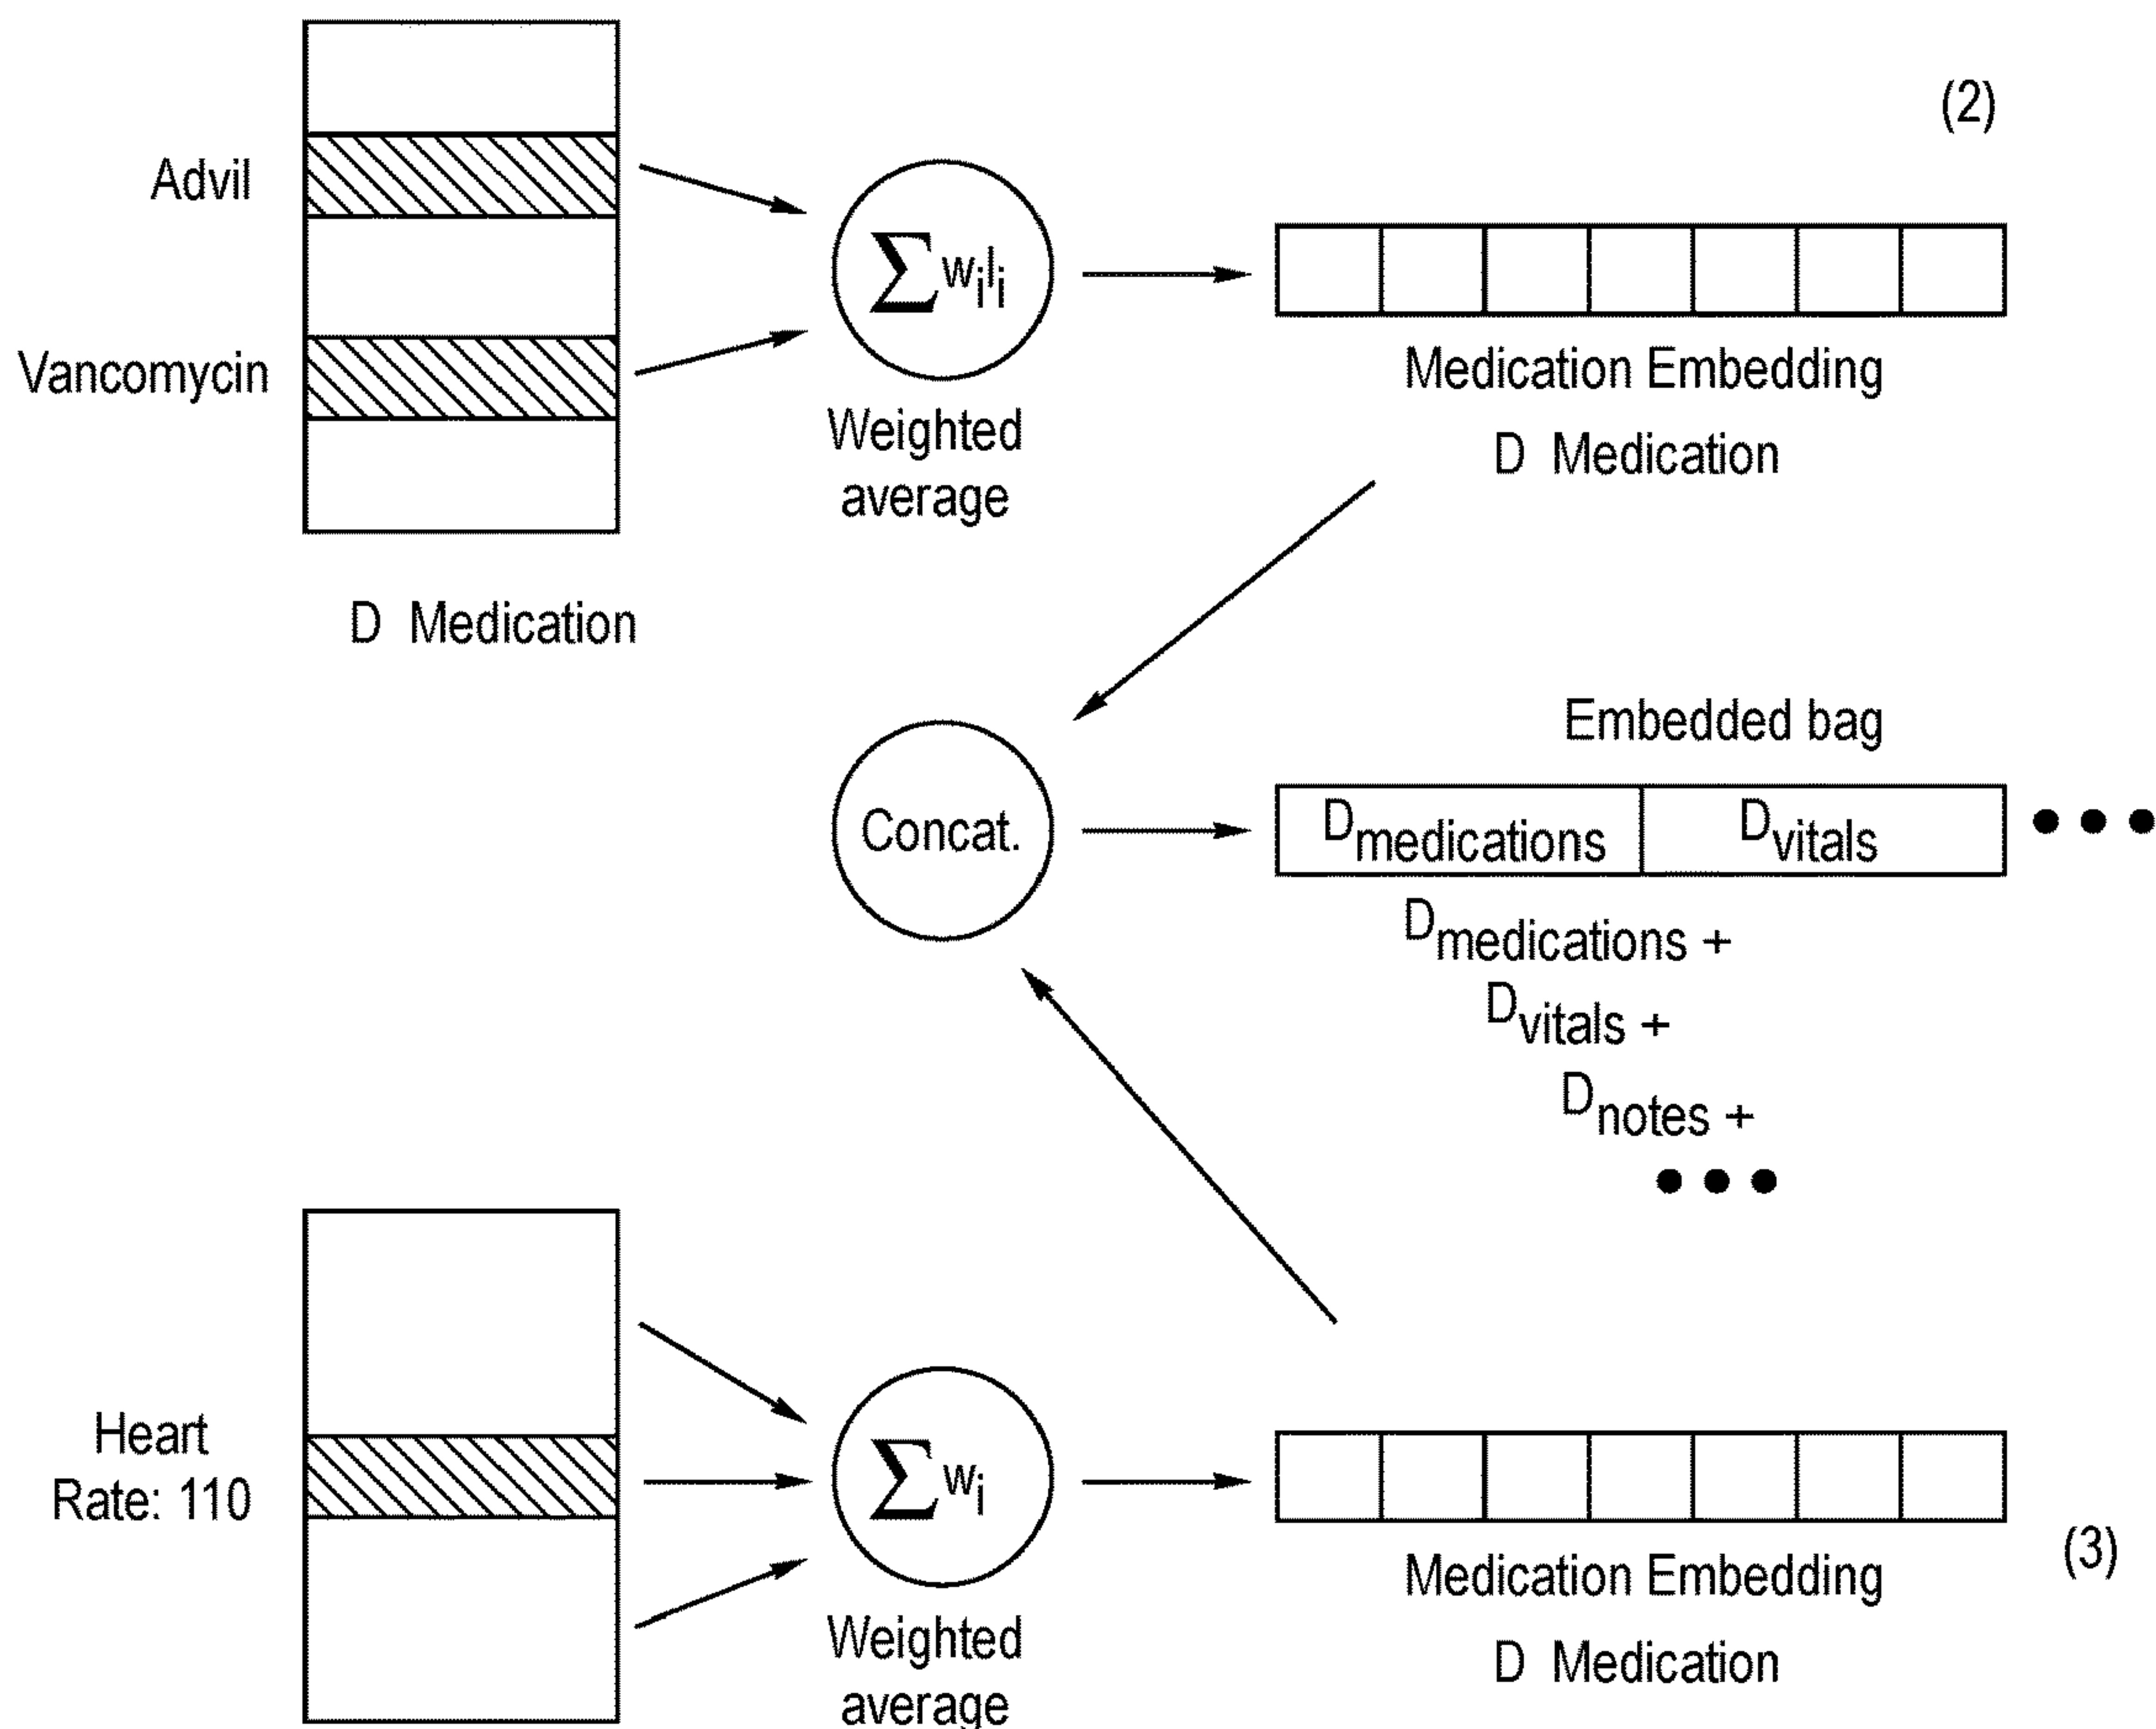 (2)
Advil
∑wᵢIᵢ
Vancomycin
Medication Embedding
Weighted
average
D Medication
D Medication
Embedded bag
Concat.
Dmedications
Dvitals
•••
Dmedications +
Dvitals +
Dnotes +
•••
Heart
Rate: 110
∑wᵢ
(3)
Medication Embedding
Weighted
average
D Medication